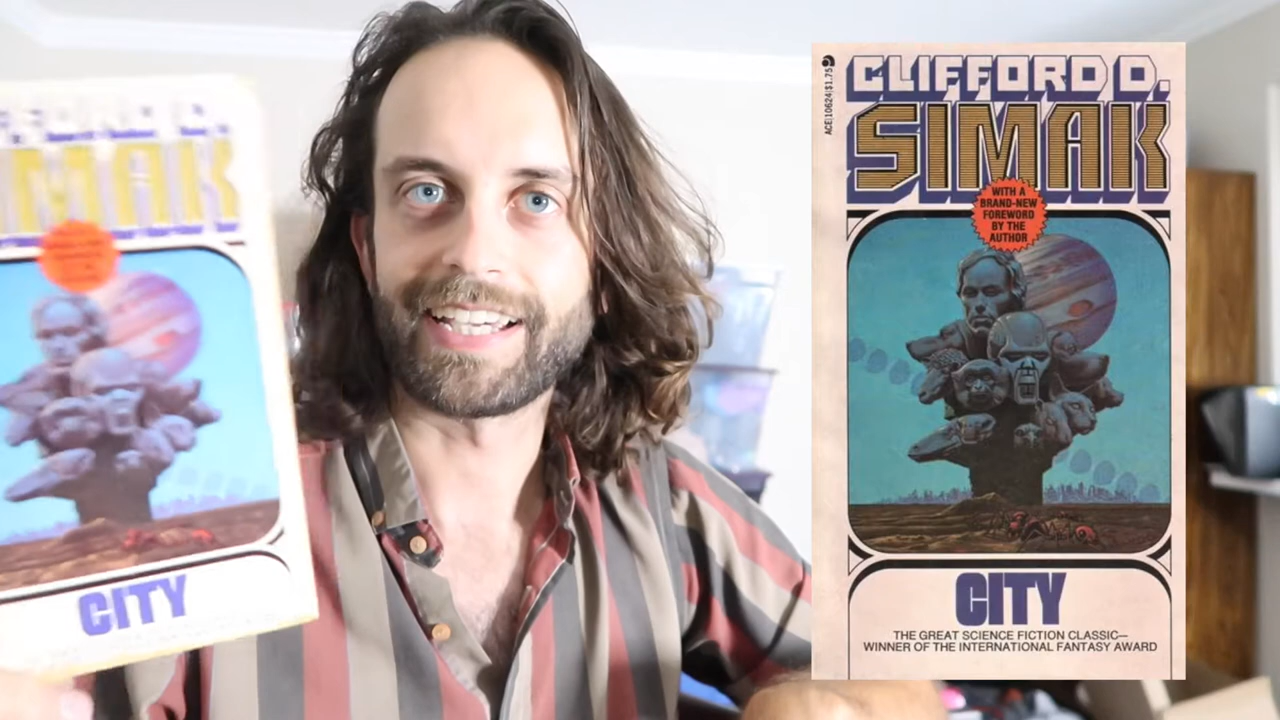 MAK
CITY
ACE|10624|$1.75
CLIFFORD D.
SIMAK
WITH A
BRAND-NEW
FOREWORD
BY THE
AUTHOR
CITY
THE GREAT SCIENCE FICTION CLASSIC—
WINNER OF THE INTERNATIONAL FANTASY AWARD